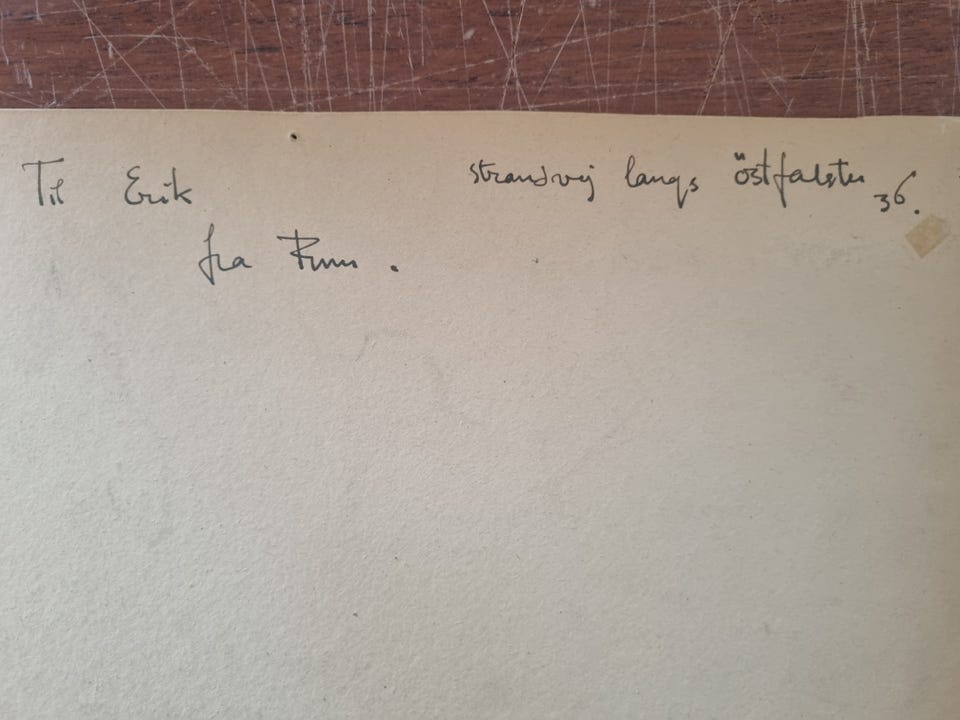 Til Erik
fra
strandvej langs östfalster 36.